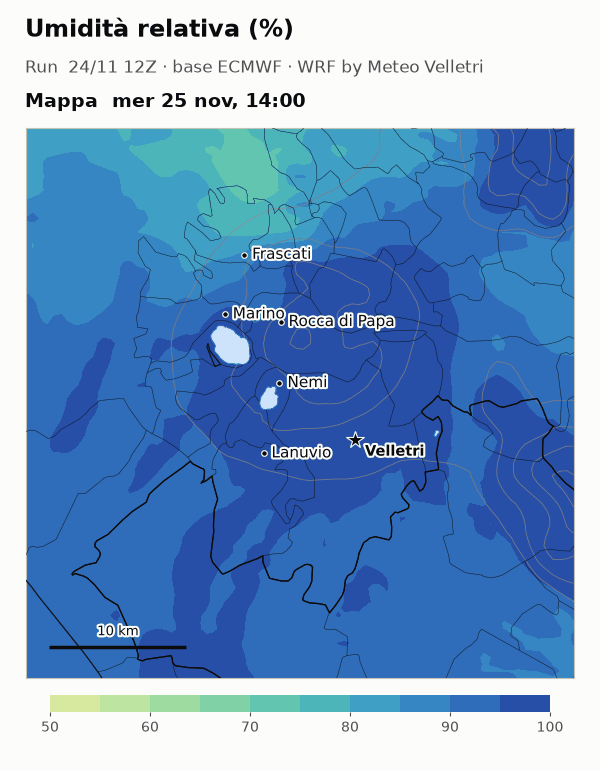 Umidità relativa (%)
Run  24/11 12Z · base ECMWF · WRF by Meteo Velletri
Mappa  mer 25 nov, 14:00
Frascati
Marino
Rocca di Papa
Nemi
Velletri
Lanuvio
10 km
50 60 70 80 90 100